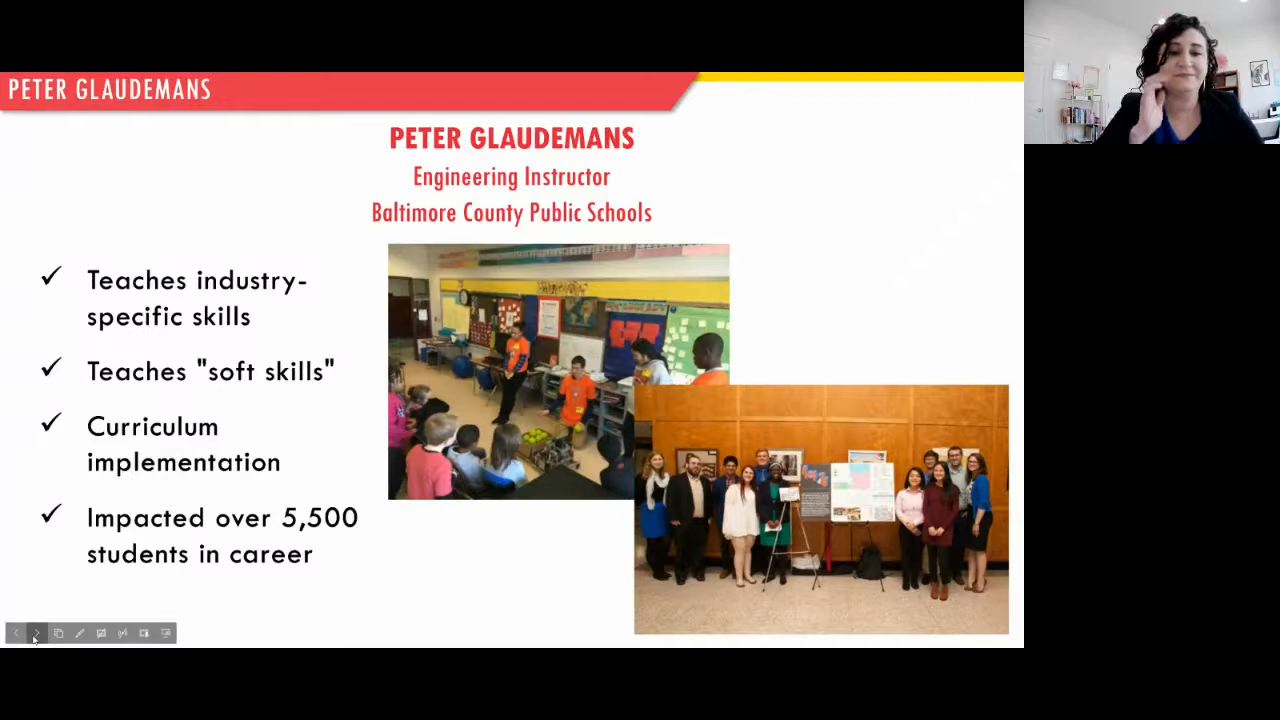 PETER GLAUDEMANS
PETER GLAUDEMANS
Engineering Instructor
Baltimore County Public Schools
✓ Teaches industry-
specific skills
✓ Teaches "soft skills"
✓ Curriculum
implementation
✓ Impacted over 5,500
students in career